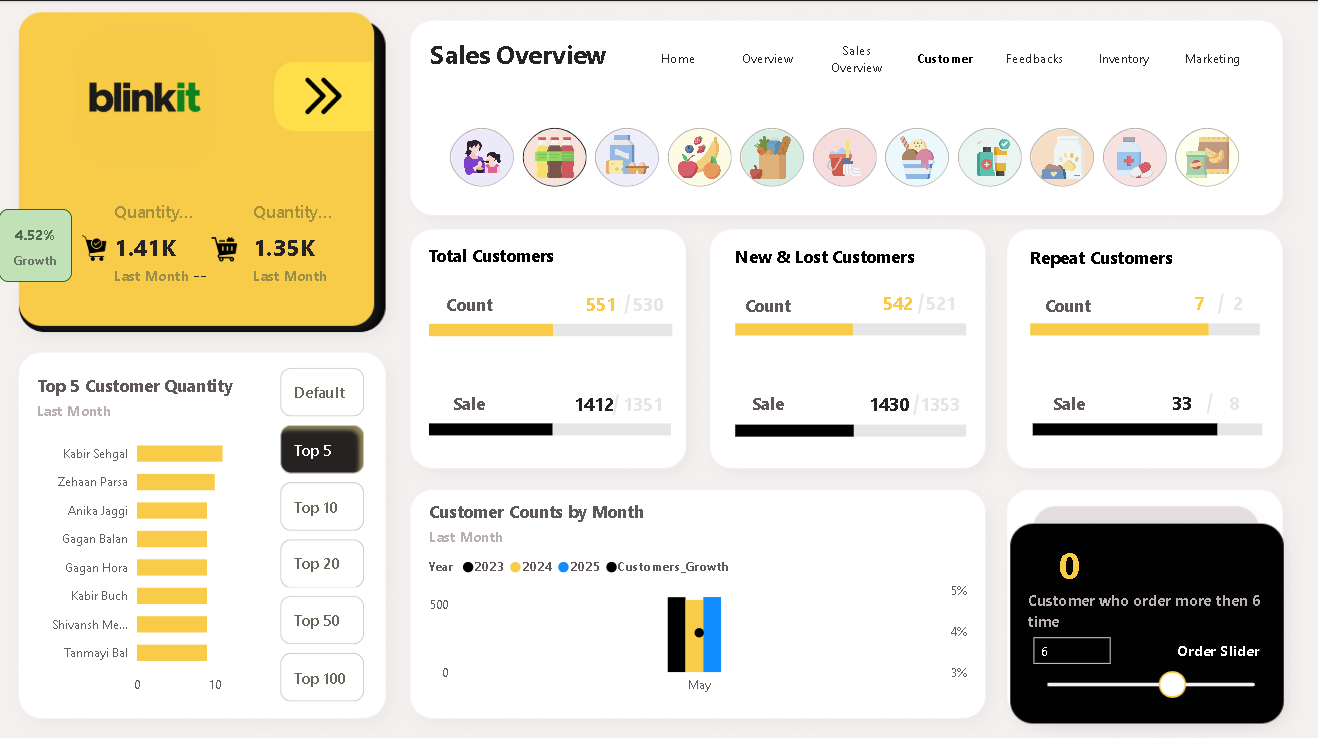 blinkit
Quantity...
Quantity...
4.52%
Growth
1.41K
1.35K
Last Month --
Last Month
Sales Overview
Home
Overview
Sales
Overview
Customer
Feedbacks
Inventory
Marketing
Total Customers
Count
551 /530
Sale
1412/ 1351
New & Lost Customers
Count
542 /521
Sale
1430 /1353
Repeat Customers
Count
7 / 2
Sale
33 / 8
Top 5 Customer Quantity
Last Month
Kabir Sehgal
Zehaan Parsa
Anika Jaggi
Gagan Balan
Gagan Hora
Kabir Buch
Shivansh Me...
Tanmayi Bal
0
10
Default
Top 5
Top 10
Top 20
Top 50
Top 100
Customer Counts by Month
Last Month
Year 2023 2024 2025 Customers_Growth
500
0
5%
4%
3%
May
0
Customer who order more then 6
time
6
Order Slider